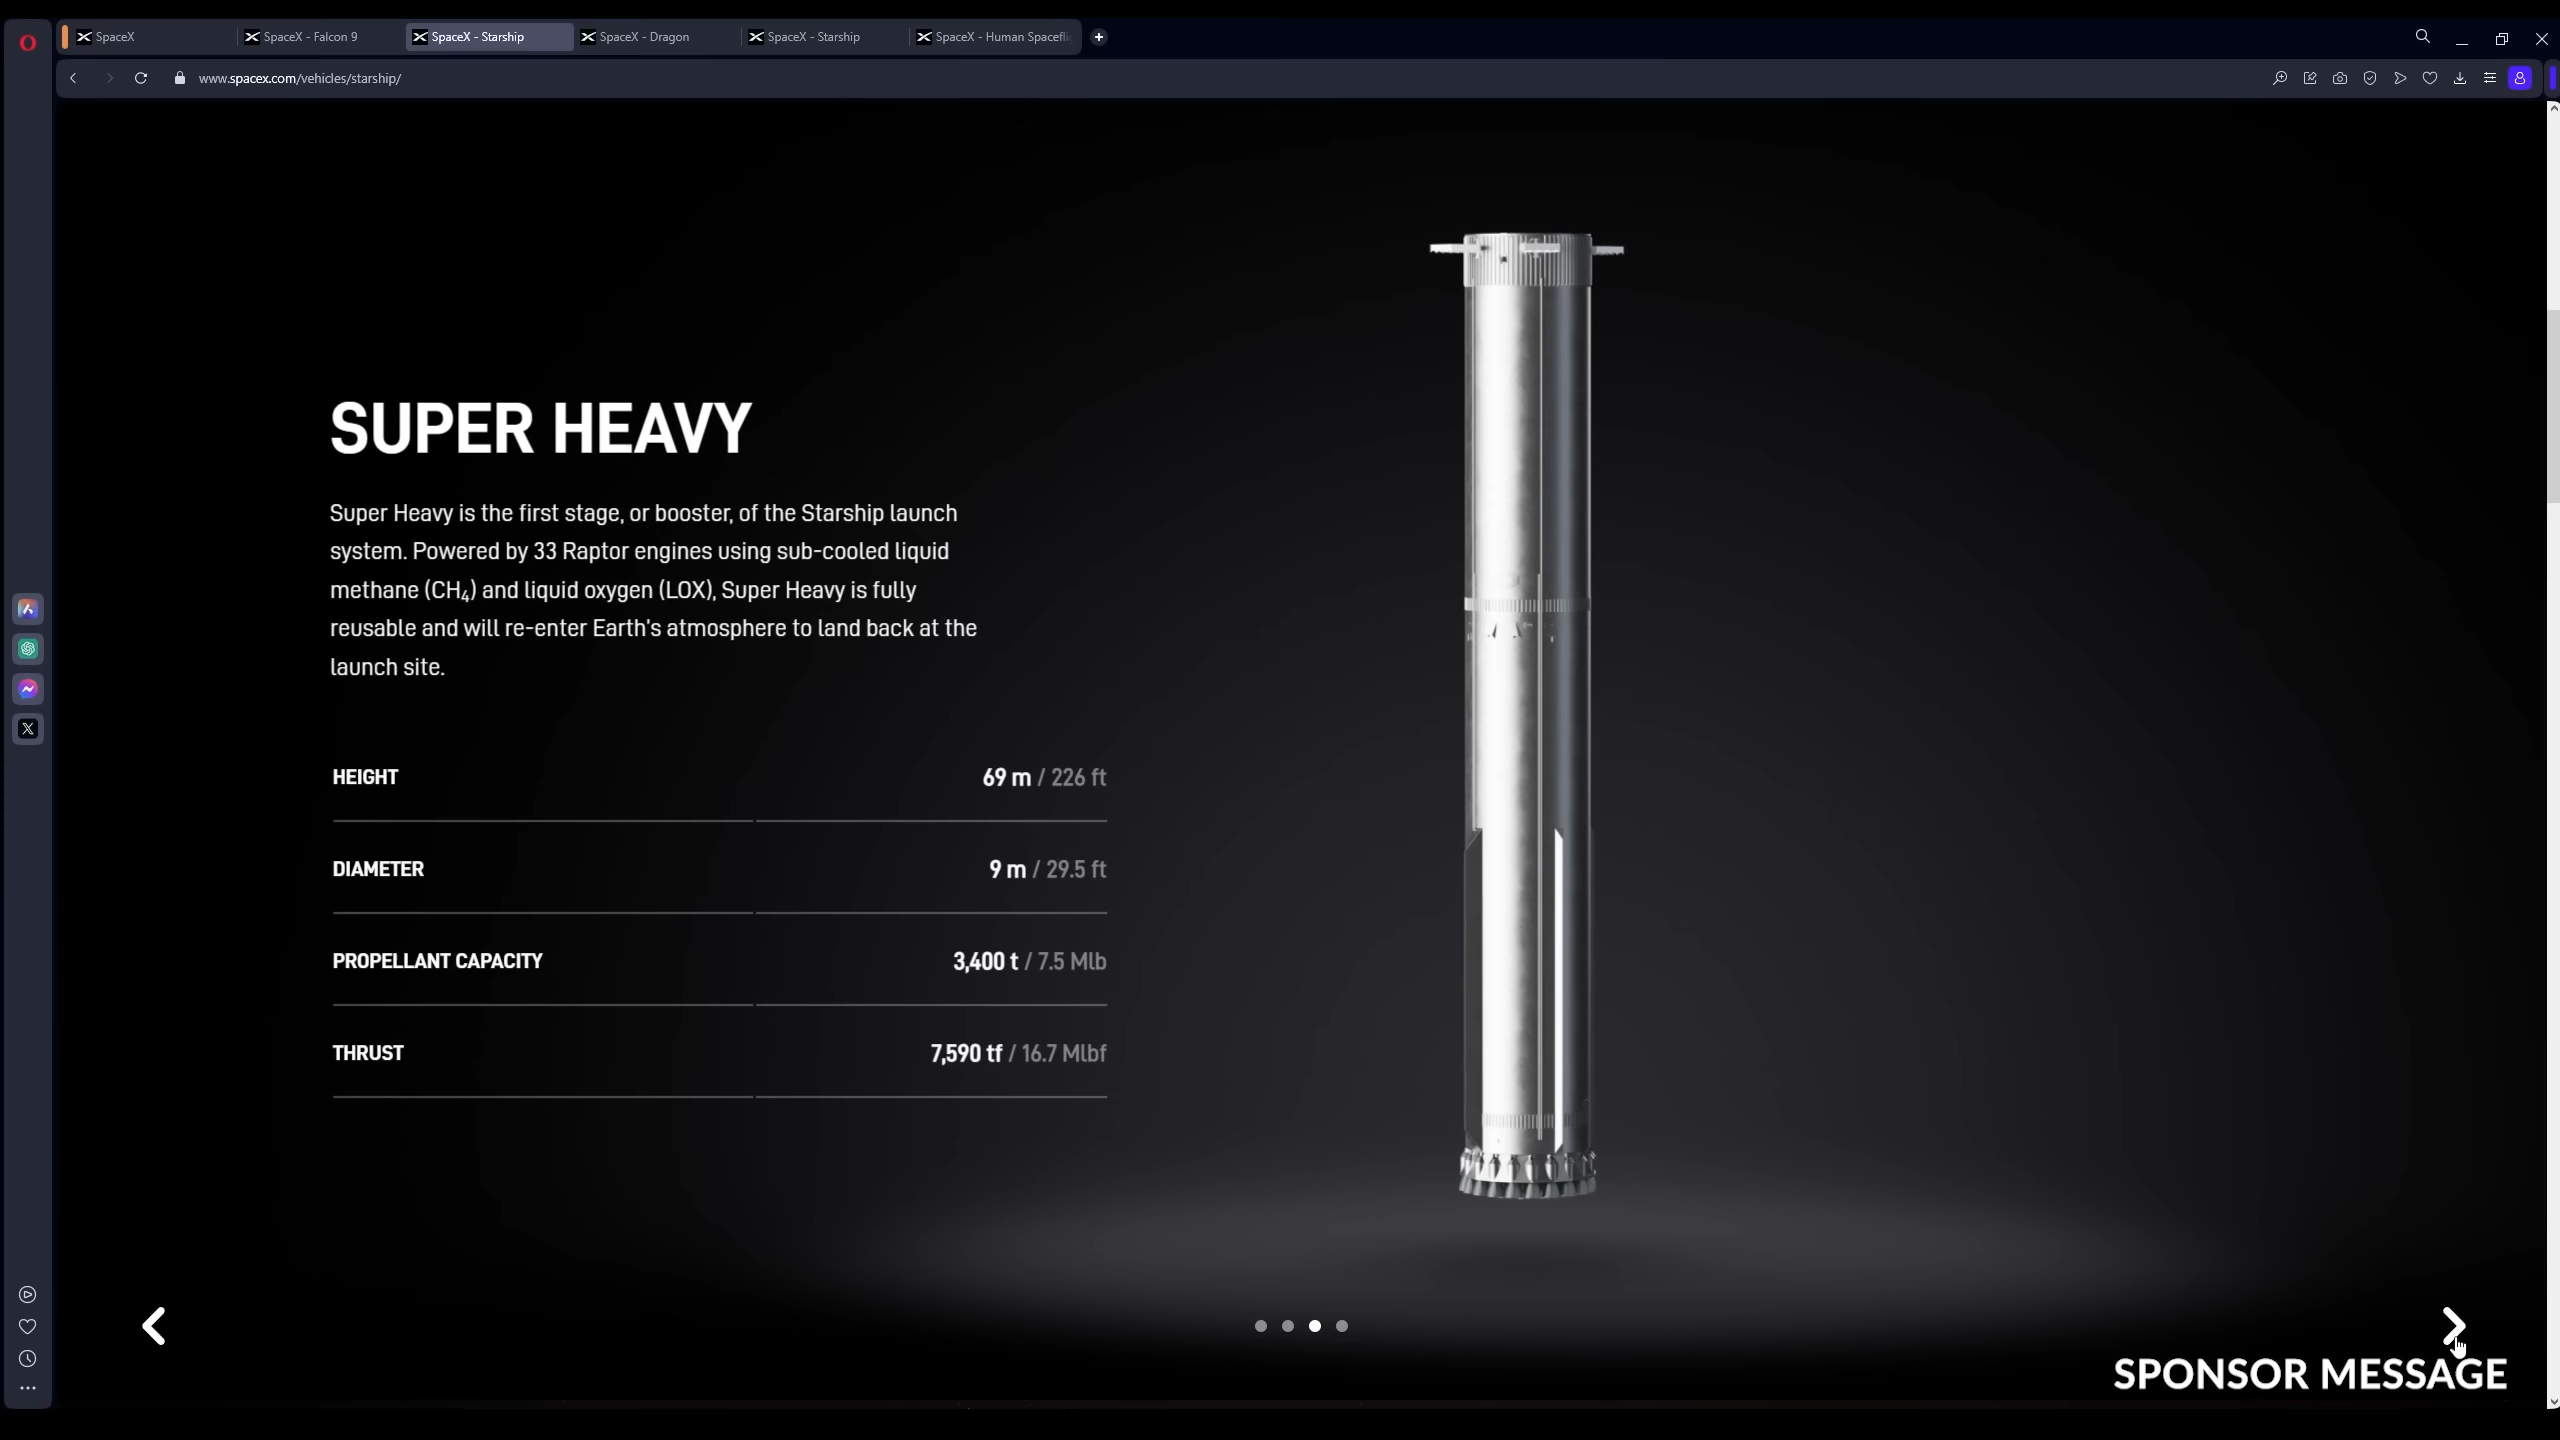 SpaceX
SpaceX - Falcon 9
SpaceX - Starship
SpaceX - Dragon
SpaceX - Starship
SpaceX - Human Spacefli
www.spacex.com/vehicles/starship/
SUPER HEAVY
Super Heavy is the first stage, or booster, of the Starship launch
system. Powered by 33 Raptor engines using sub-cooled liquid
methane (CH₄) and liquid oxygen (LOX), Super Heavy is fully
reusable and will re-enter Earth's atmosphere to land back at the
launch site.
HEIGHT 69 m / 226 ft
DIAMETER 9 m / 29.5 ft
PROPELLANT CAPACITY 3,400 t / 7.5 Mlb
THRUST 7,590 tf / 16.7 Mlbf
SPONSOR MESSAGE